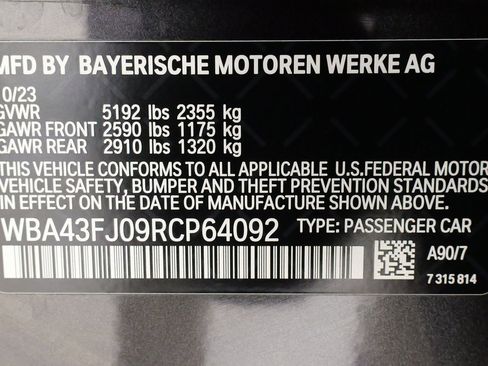 MFD BY BAYERISCHE MOTOREN WERKE AG
0/23
GVWR 5192 lbs 2355 kg
GAWR FRONT 2590 lbs 1175 kg
GAWR REAR 2910 lbs 1320 kg
THIS VEHICLE CONFORMS TO ALL APPLICABLE U.S.FEDERAL MOTOR
VEHICLE SAFETY, BUMPER AND THEFT PREVENTION STANDARDS
IN EFFECT ON THE DATE OF MANUFACTURE SHOWN ABOVE.
WBA43FJ09RCP64092 TYPE: PASSENGER CAR
A90/7
7 315 814